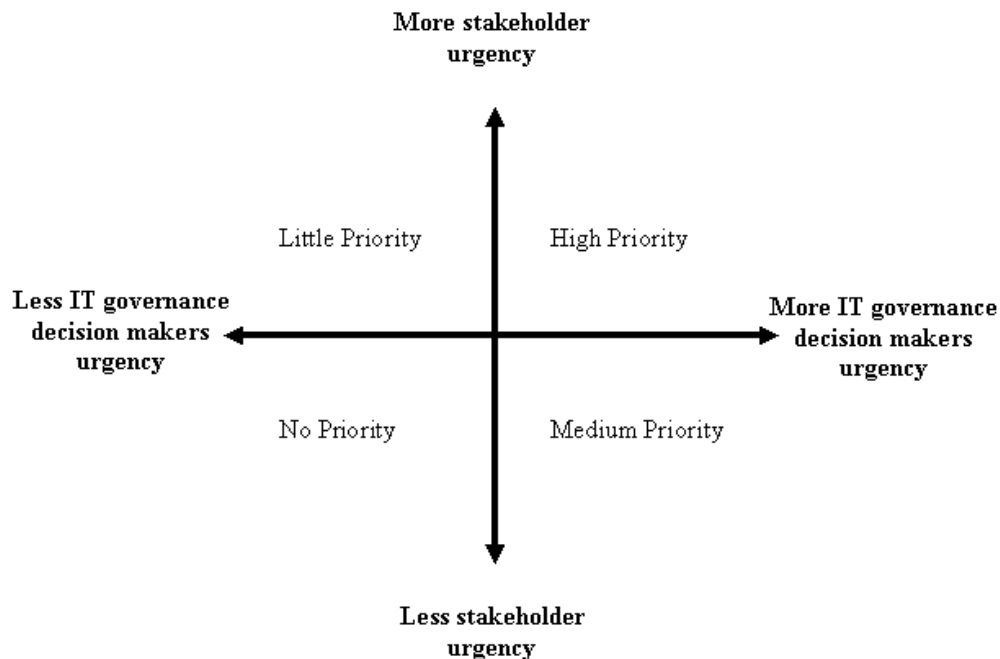 More stakeholder
urgency
Little Priority
High Priority
Less IT governance
decision makers
urgency
More IT governance
decision makers
urgency
No Priority
Medium Priority
Less stakeholder
urgency